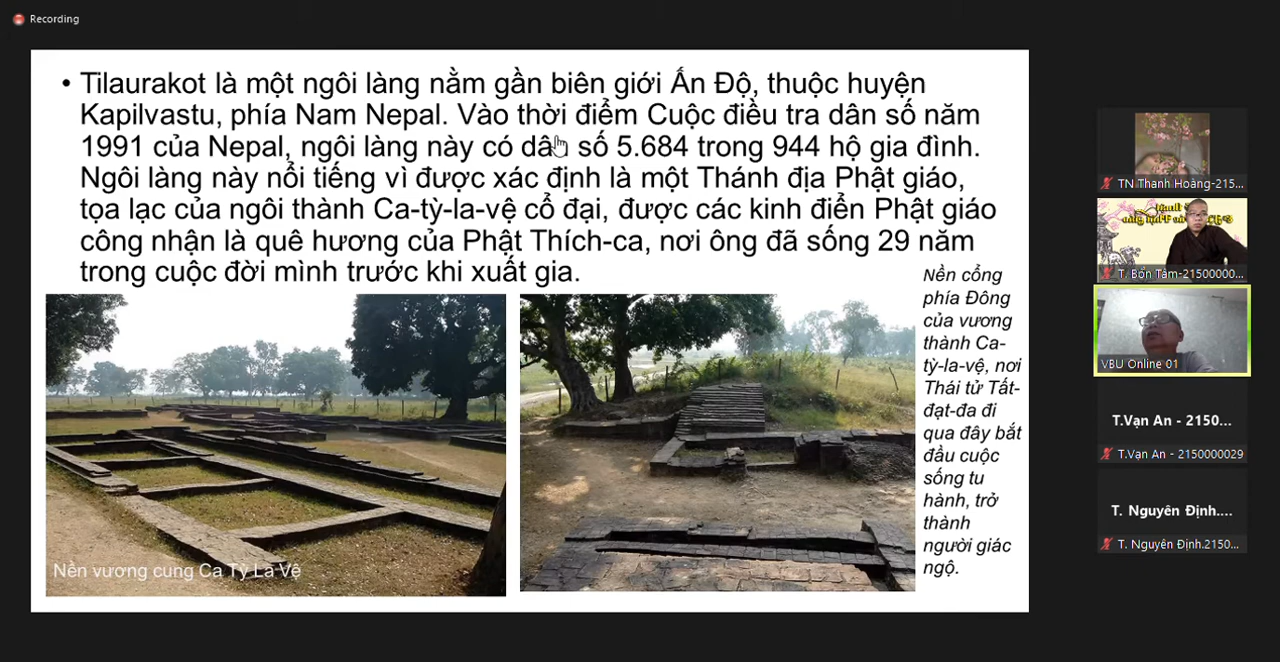 Recording
• Tilaurakot là một ngôi làng nằm gần biên giới Ấn Độ, thuộc huyện
Kapilvastu, phía Nam Nepal. Vào thời điểm Cuộc điều tra dân số năm
1991 của Nepal, ngôi làng này có dân số 5.684 trong 944 hộ gia đình.
Ngôi làng này nổi tiếng vì được xác định là một Thánh địa Phật giáo,
tọa lạc của ngôi thành Ca-tỳ-la-vệ cổ đại, được các kinh điển Phật giáo
công nhận là quê hương của Phật Thích-ca, nơi ông đã sống 29 năm
trong cuộc đời mình trước khi xuất gia.
Nền vương cung Ca Tỳ La Vệ
Nền cổng
phía Đông
của vương
thành Ca-
tỳ-la-vệ, nơi
Thái tử Tất-
đạt-đa đi
qua đây bắt
đầu cuộc
sống tu
hành, trở
thành
người giác
ngộ.
TN Thanh Hoàng-215...
T. Bổn Tâm-21500000...
VBU Online 01
T.Vạn An - 2150...
T.Vạn An - 2150000029
T. Nguyên Định....
T. Nguyên Định.2150...